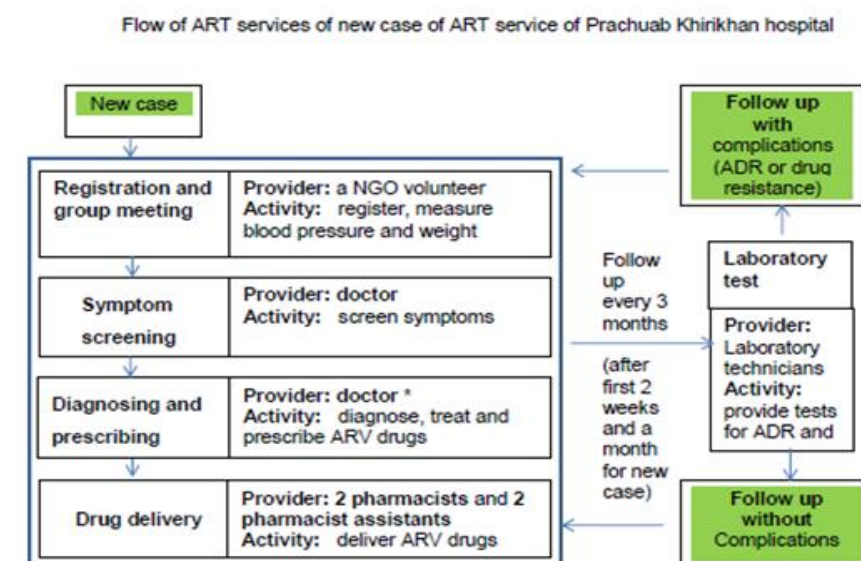 Flow of ART services of new case of ART service of Prachuab Khirikhan hospital
New case
Registration and
group meeting
Provider: a NGO volunteer
Activity: register, measure
blood pressure and weight
Symptom
screening
Provider: doctor
Activity: screen symptoms
Diagnosing and
prescribing
Provider: doctor *
Activity: diagnose, treat and
prescribe ARV drugs
Drug delivery
Provider: 2 pharmacists and 2
pharmacist assistants
Activity: deliver ARV drugs
Follow
up
every 3
months
(after
first 2
weeks
and a
month
for new
case)
Follow up
with
complications
(ADR or drug
resistance)
Laboratory
test
Provider:
Laboratory
technicians
Activity:
provide tests
for ADR and
Follow up
without
Complications